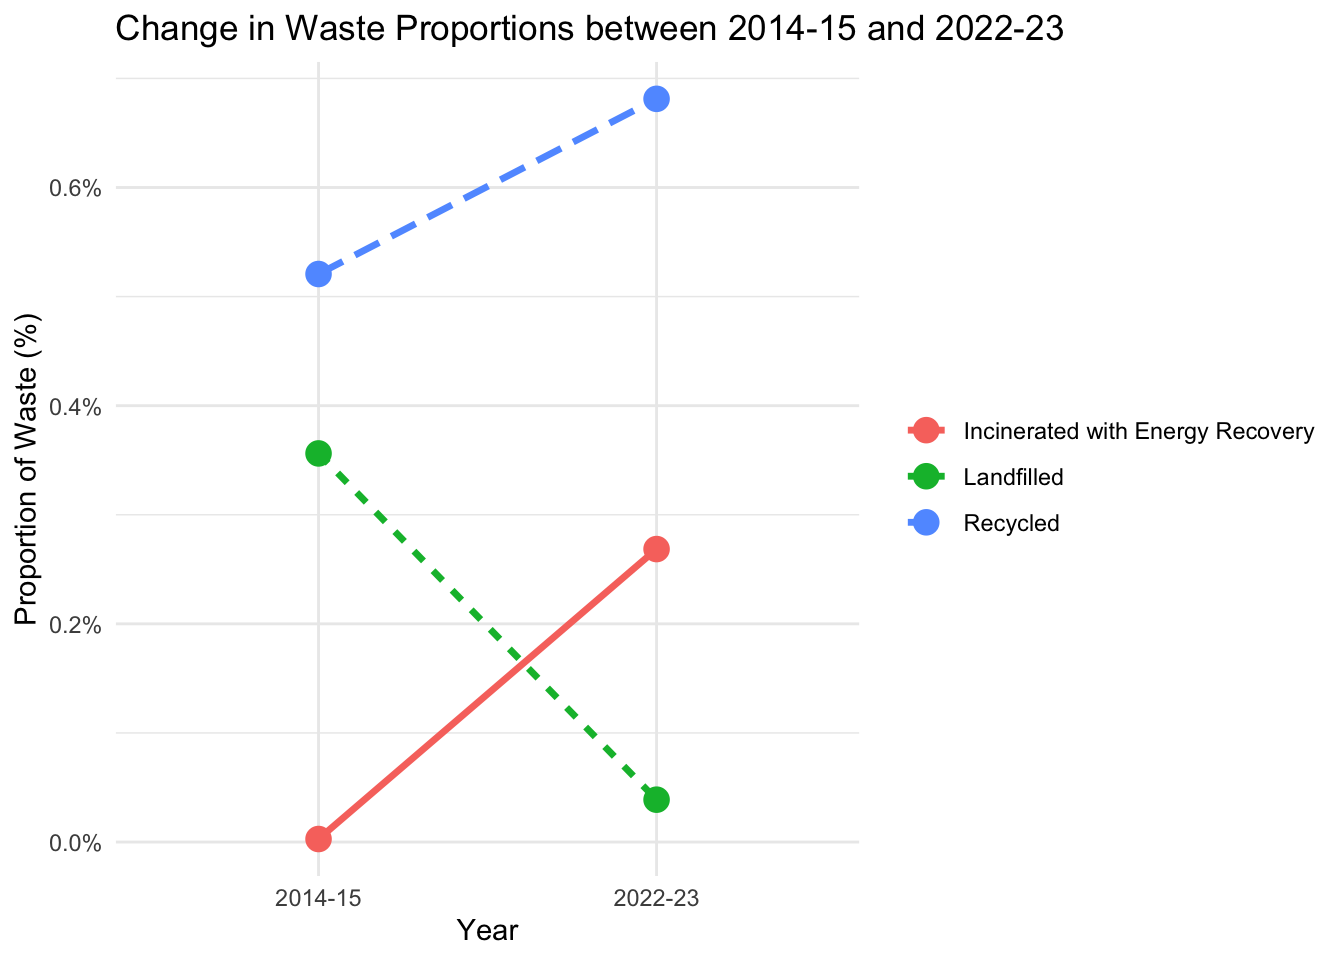 Change in Waste Proportions between 2014-15 and 2022-23
Proportion of Waste (%)
0.6%
0.4%
0.2%
0.0%
2014-15
2022-23
Year
Incinerated with Energy Recovery
Landfilled
Recycled